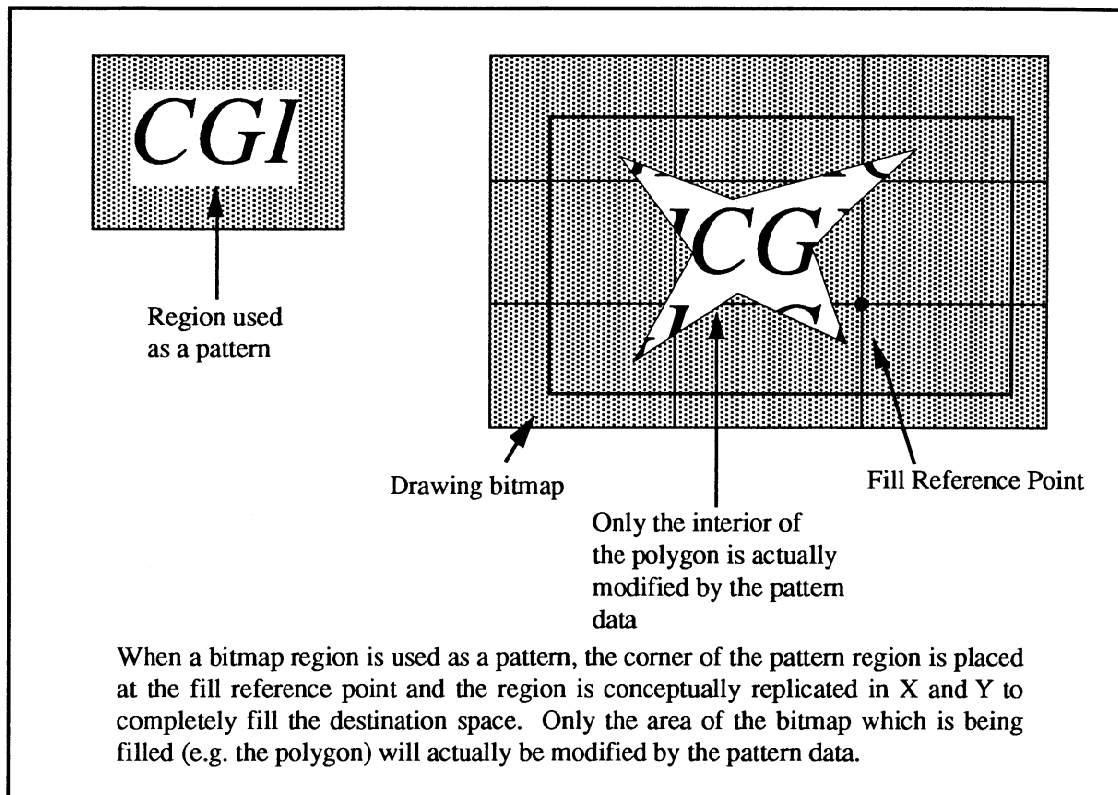 CGI
Region used
as a pattern
I CG
Drawing bitmap
Fill Reference Point
Only the interior of
the polygon is actually
modified by the pattern
data
When a bitmap region is used as a pattern, the corner of the pattern region is placed
at the fill reference point and the region is conceptually replicated in X and Y to
completely fill the destination space. Only the area of the bitmap which is being
filled (e.g. the polygon) will actually be modified by the pattern data.